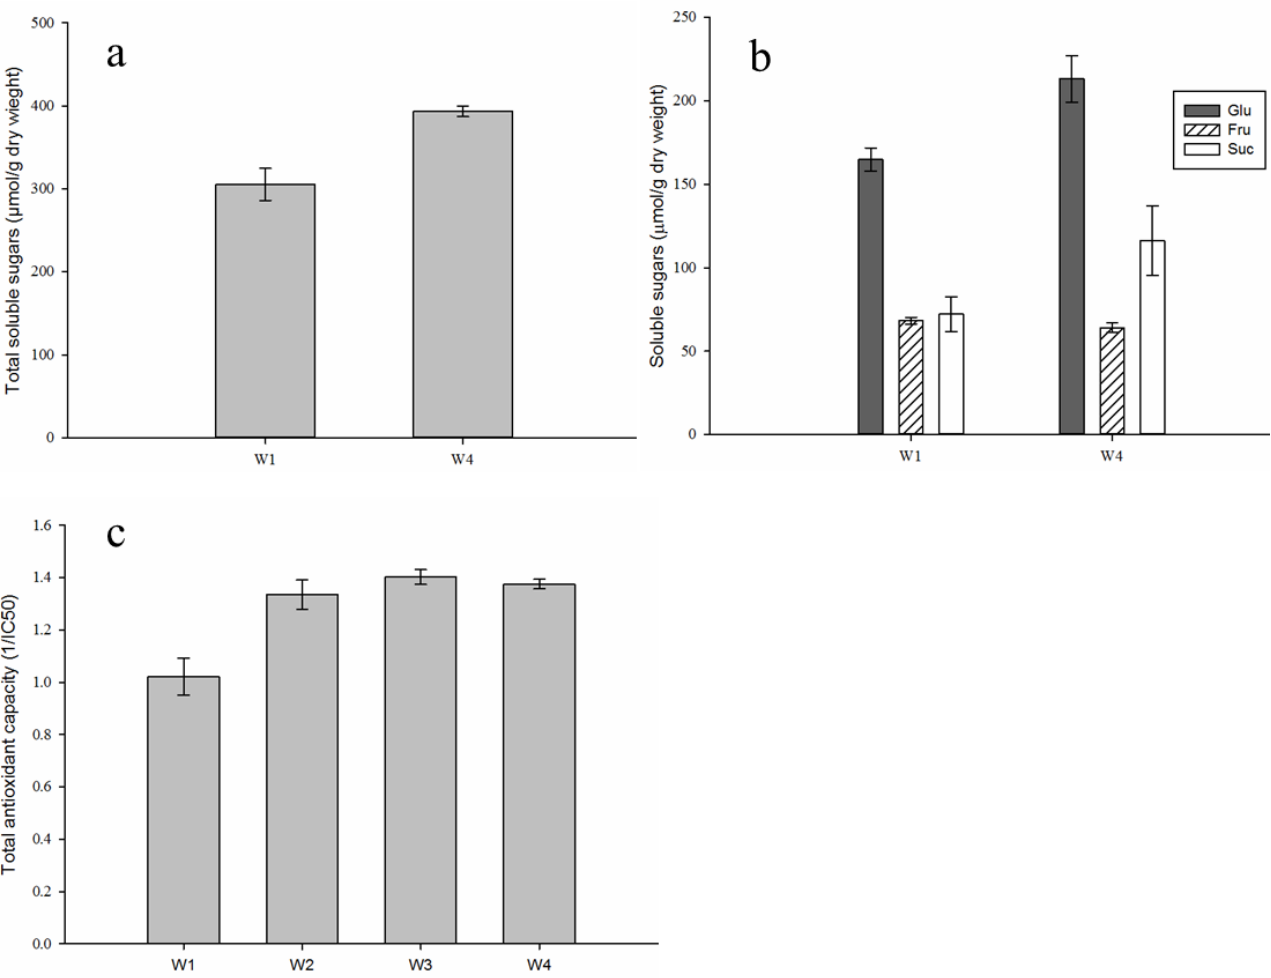 a
Total soluble sugars (μmol/g dry wieght)
500
400
300
200
100
0
W1 W4
b
Soluble sugars (μmol/g dry weight)
250
200
150
100
50
0
W1 W4
Glu
Fru
Suc
c
Total antioxidant capacity (1/IC50)
1.6
1.4
1.2
1.0
0.8
0.6
0.4
0.2
0.0
W1 W2 W3 W4